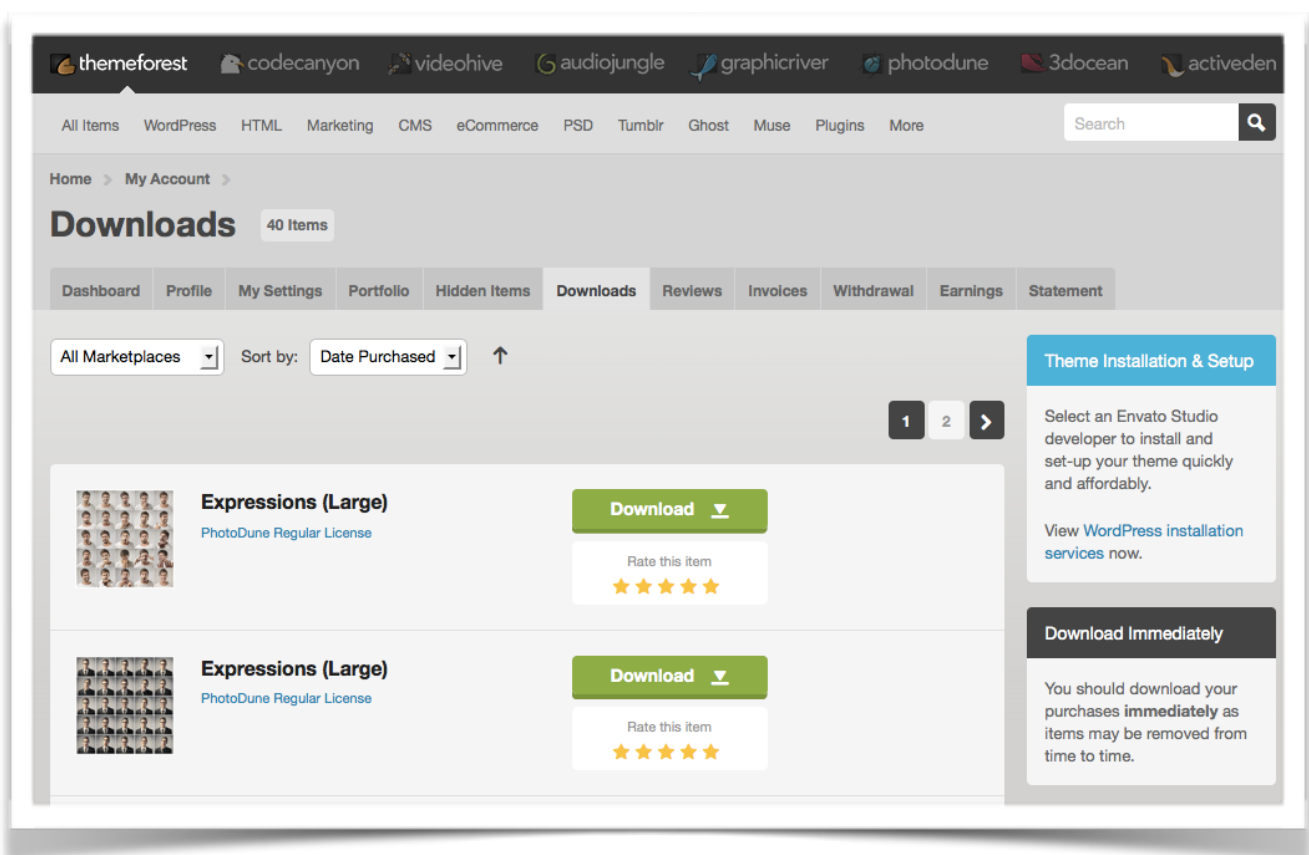 themeforest codecanyon videohive audiojungle graphicriver photodune 3docean activeden
All Items WordPress HTML Marketing CMS eCommerce PSD Tumblr Ghost Muse Plugins More Search
Home My Account
Downloads 40 Items
Dashboard Profile My Settings Portfolio Hidden Items Downloads Reviews Invoices Withdrawal Earnings Statement
All Marketplaces Sort by: Date Purchased
1 2
Expressions (Large)
PhotoDune Regular License
Download
Rate this item
Expressions (Large)
PhotoDune Regular License
Download
Rate this item
Theme Installation & Setup
Select an Envato Studio
developer to install and
set-up your theme quickly
and affordably.
View WordPress installation
services now.
Download Immediately
You should download your
purchases immediately as
items may be removed from
time to time.